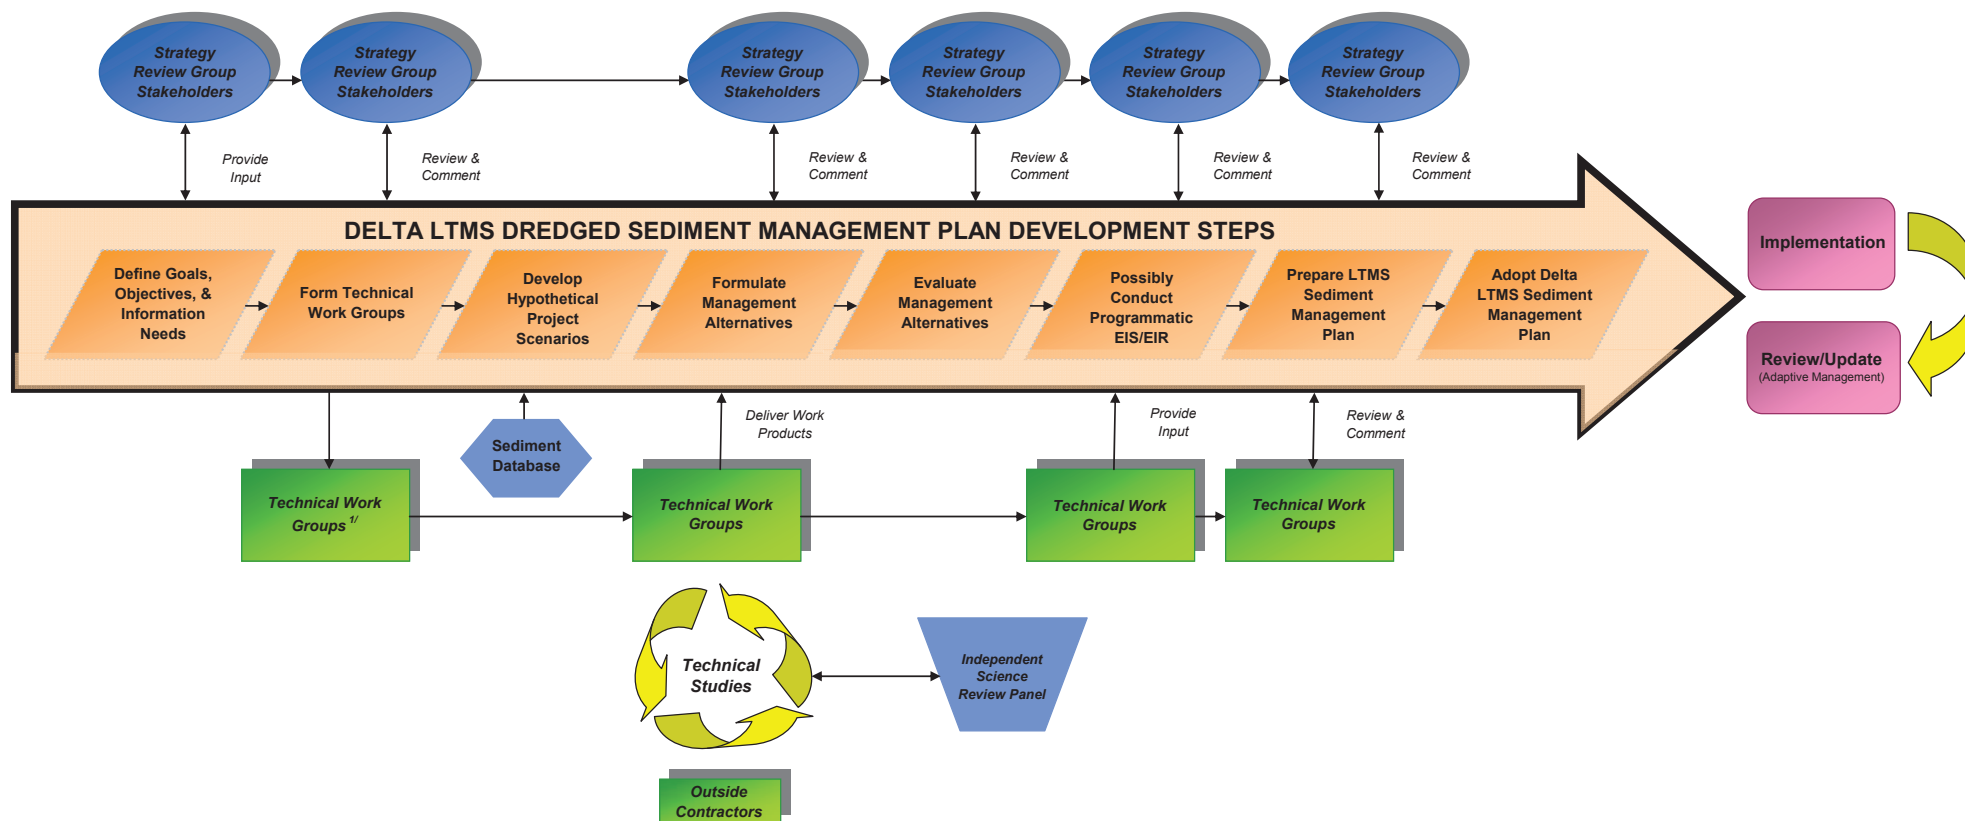 Strategy
Review Group
Stakeholders
Strategy
Review Group
Stakeholders
Strategy
Review Group
Stakeholders
Strategy
Review Group
Stakeholders
Strategy
Review Group
Stakeholders
Strategy
Review Group
Stakeholders
Provide
Input
Review &
Comment
Review &
Comment
Review &
Comment
Review &
Comment
Review &
Comment
DELTA LTMS DREDGED SEDIMENT MANAGEMENT PLAN DEVELOPMENT STEPS
Define Goals,
Objectives, &
Information
Needs
Form Technical
Work Groups
Develop
Hypothetical
Project
Scenarios
Formulate
Management
Alternatives
Evaluate
Management
Alternatives
Possibly
Conduct
Programmatic
EIS/EIR
Prepare LTMS
Sediment
Management
Plan
Adopt Delta
LTMS Sediment
Management
Plan
Implementation
Review/Update
(Adaptive Management)
Sediment
Database
Deliver Work
Products
Provide
Input
Review &
Comment
Technical Work
Groups 1/
Technical Work
Groups
Technical Work
Groups
Technical Work
Groups
Technical
Studies
Independent
Science
Review Panel
Outside
Contractors